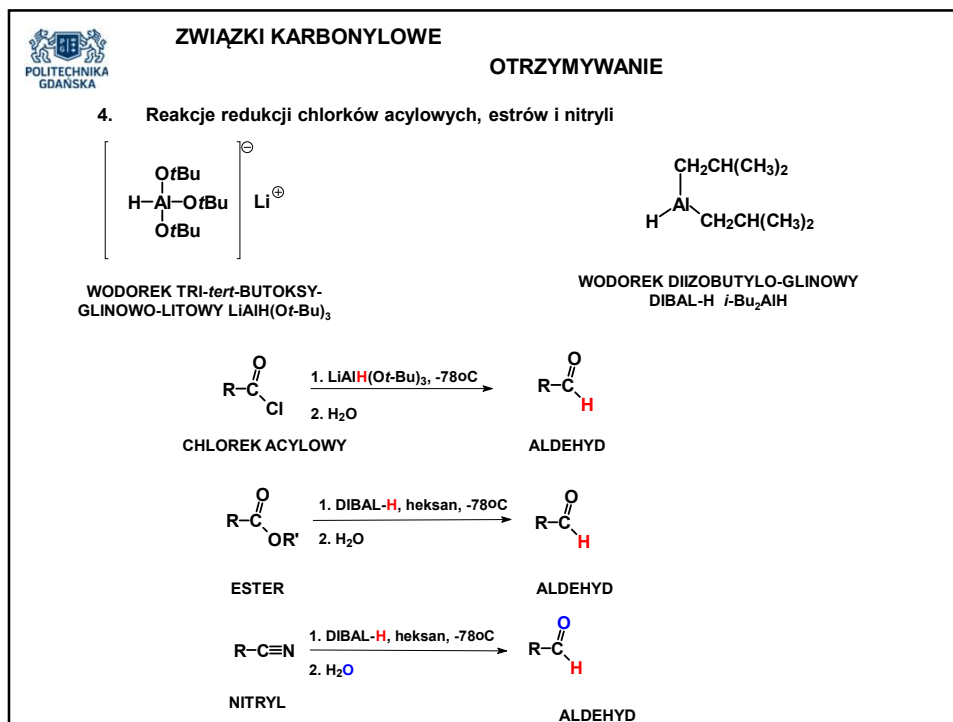 POLITECHNIKA
GDAŃSKA
ZWIĄZKI KARBONYLOWE
OTRZYMYWANIE
4. Reakcje redukcji chlorków acylowych, estrów i nitryli
OtBu
H-Al-OtBu
OtBu
⊖
Li⊕
CH₂CH(CH₃)₂
Al
H
CH₂CH(CH₃)₂
WODOREK TRI-tert-BUTOKSY-
GLINOWO-LITOWY LiAlH(Ot-Bu)₃
WODOREK DIIZOBUTYLO-GLINOWY
DIBAL-H i-Bu₂AlH
O
R-C
Cl
1. LiAlH(Ot-Bu)₃, -78oC
2. H₂O
O
R-C
H
CHLOREK ACYLOWY
ALDEHYD
O
R-C
OR'
1. DIBAL-H, heksan, -78oC
2. H₂O
O
R-C
H
ESTER
ALDEHYD
R-C≡N
1. DIBAL-H, heksan, -78oC
2. H₂O
O
R-C
H
NITRYL
ALDEHYD